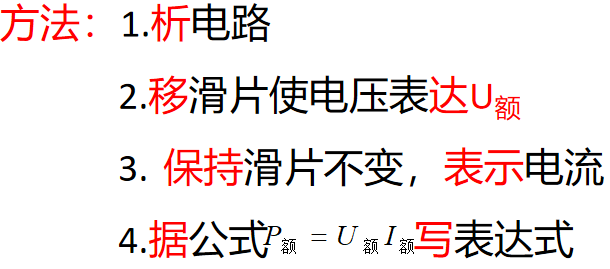 方法：1.析电路
2.移滑片使电压表达U额
3. 保持滑片不变，表示电流
4.据公式P额 = U额 I额写表达式